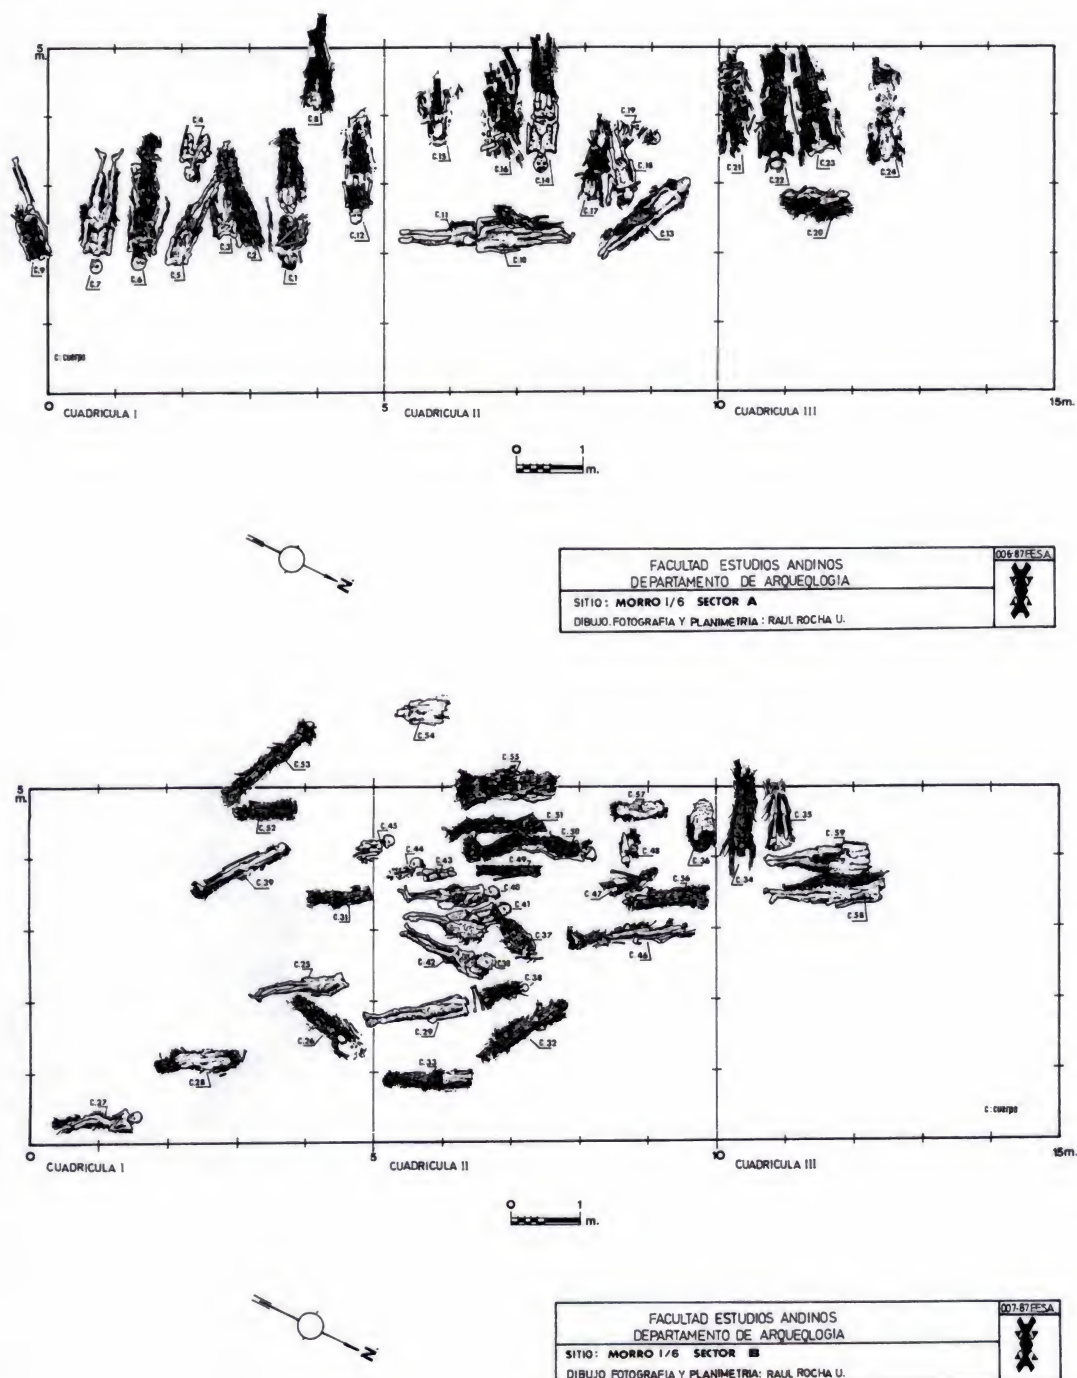 5
m.
C.8
C.4
C.19
C.15
C.16
C.14
C.18
C.21
C.22
C.23
C.24
C.17
C.11
C.12
C.13
C.20
C.9
C.7
C.6
C.5
C.3
C.2
C.1
C.10
C: cuerpo
0 5 10 15m.
CUADRICULA I CUADRICULA II CUADRICULA III
0 1
m.
N.
006-87 FESA
FACULTAD ESTUDIOS ANDINOS
DEPARTAMENTO DE ARQUEOLOGIA
SITIO: MORRO 1/6 SECTOR A
DIBUJO, FOTOGRAFIA Y PLANIMETRIA: RAUL ROCHA U.
C.54
C.53
C.55
5
m.
C.57
C.52
C.51
C.35
C.45
C.50
C.59
C.44
C.43
C.49
C.48
C.36
C.34
C.39
C.40
C.47
C.56
C.31
C.41
C.58
C.37
C.46
C.42
C.30
C.25
C.38
C.26
C.29
C.32
C.28
C.33
C.27
C: cuerpo
0 5 10 15m.
CUADRICULA I CUADRICULA II CUADRICULA III
0 1
m.
N.
007-87 FESA
FACULTAD ESTUDIOS ANDINOS
DEPARTAMENTO DE ARQUEOLOGIA
SITIO: MORRO 1/6 SECTOR B
DIBUJO, FOTOGRAFIA Y PLANIMETRIA: RAUL ROCHA U.